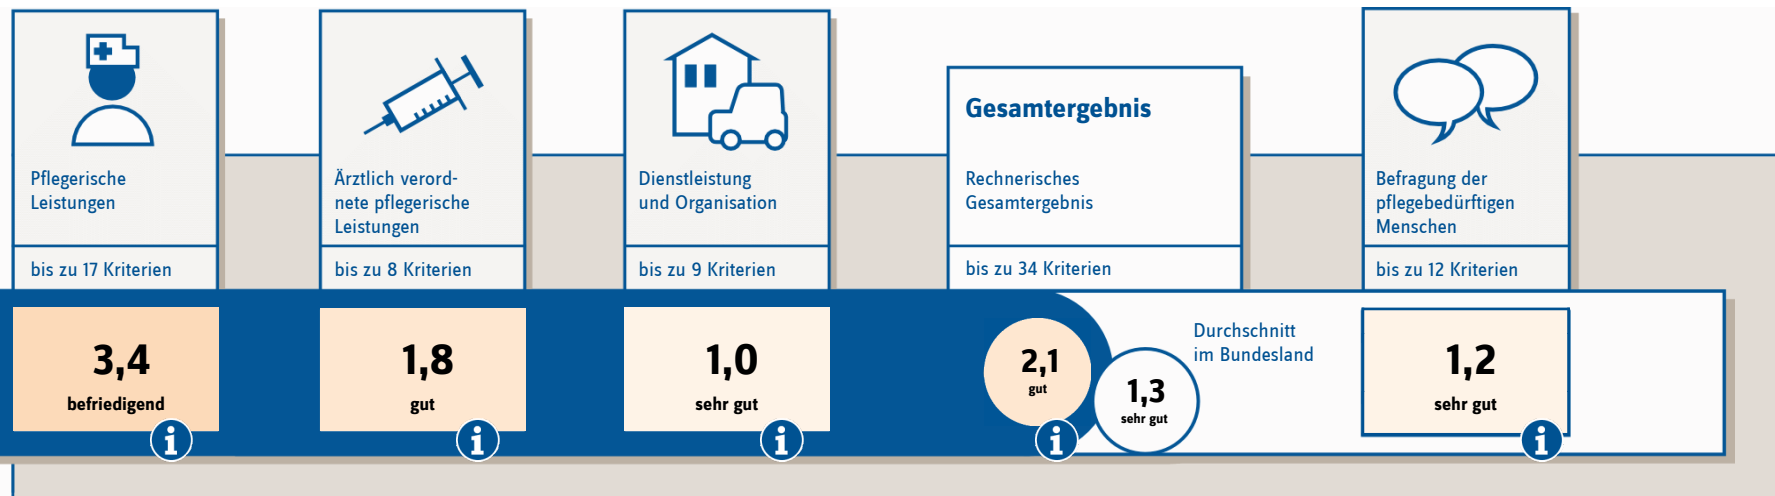 Pflegerische
Leistungen
bis zu 17 Kriterien
3,4
befriedigend
i
Ärztlich verord-
nete pflegerische
Leistungen
bis zu 8 Kriterien
1,8
gut
i
Dienstleistung
und Organisation
bis zu 9 Kriterien
1,0
sehr gut
i
Gesamtergebnis
Rechnerisches
Gesamtergebnis
bis zu 34 Kriterien
2,1
gut
i
1,3
sehr gut
Durchschnitt
im Bundesland
Befragung der
pflegebedürftigen
Menschen
bis zu 12 Kriterien
1,2
sehr gut
i